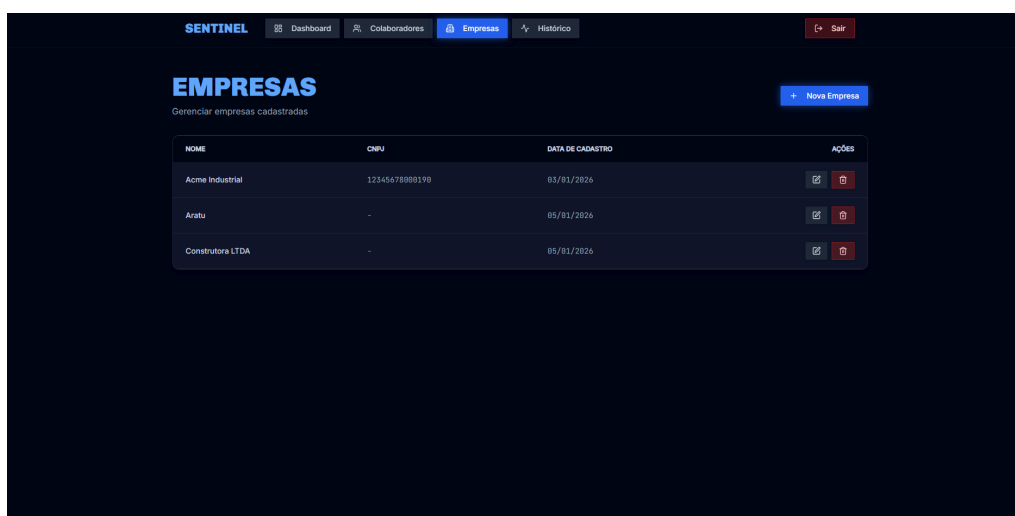 SENTINEL Dashboard Colaboradores Empresas Histórico Sair
EMPRESAS
Gerenciar empresas cadastradas
+ Nova Empresa
NOME CNPJ DATA DE CADASTRO AÇÕES
Acme Industrial 12345678000190 03/01/2026
Aratu - 05/01/2026
Construtora LTDA - 05/01/2026